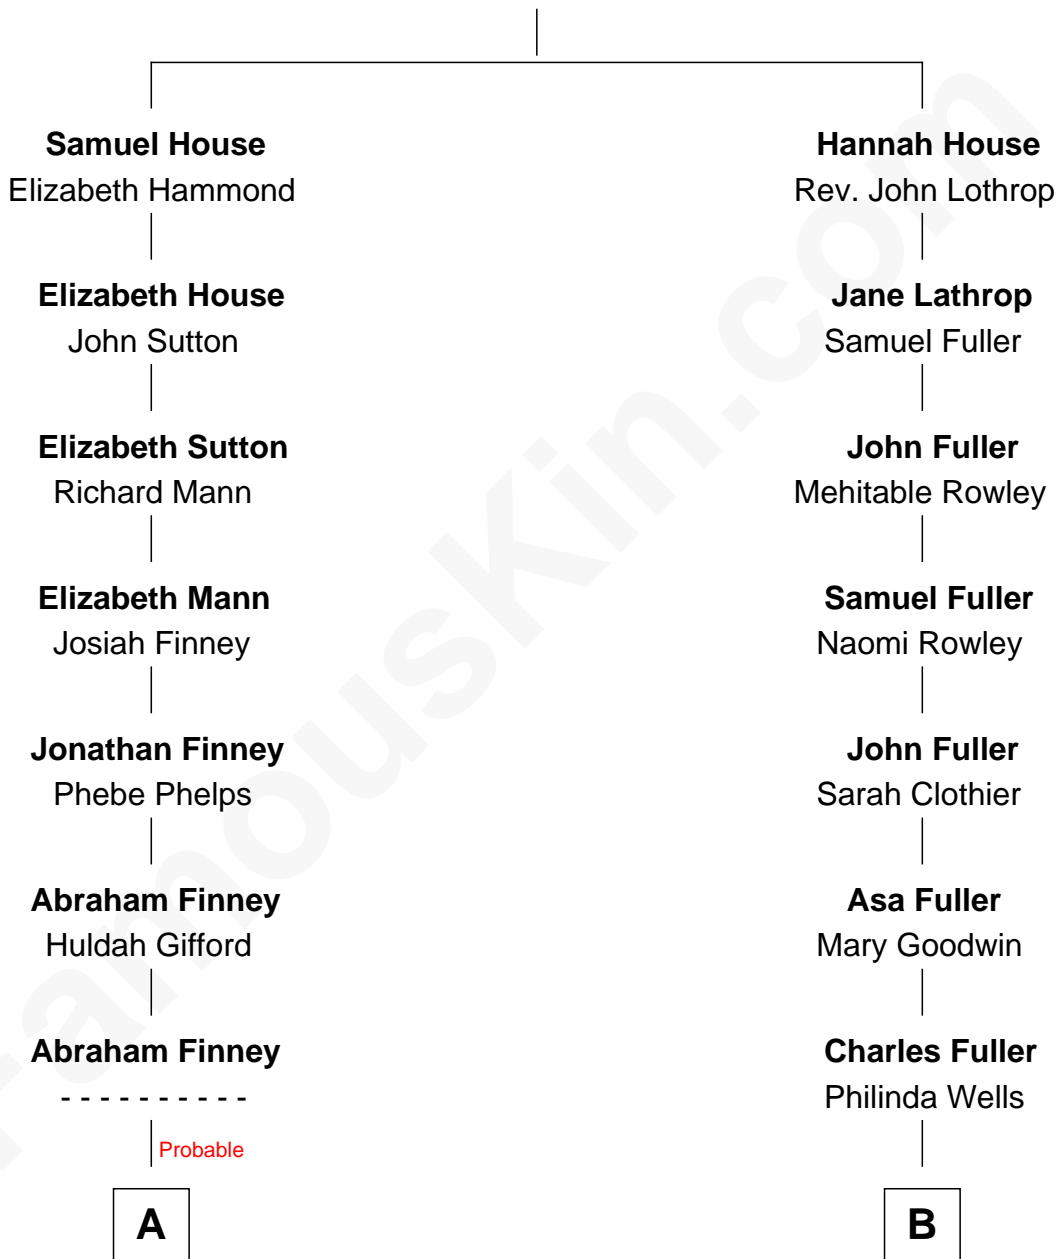 Samuel House
Elizabeth Hammond
Elizabeth House
John Sutton
Elizabeth Sutton
Richard Mann
Elizabeth Mann
Josiah Finney
Jonathan Finney
Phebe Phelps
Abraham Finney
Huldah Gifford
Abraham Finney
- - - - - - - - - -
Probable
A
Hannah House
Rev. John Lothrop
Jane Lathrop
Samuel Fuller
John Fuller
Mehitable Rowley
Samuel Fuller
Naomi Rowley
John Fuller
Sarah Clothier
Asa Fuller
Mary Goodwin
Charles Fuller
Philinda Wells
B
FamousKin.com